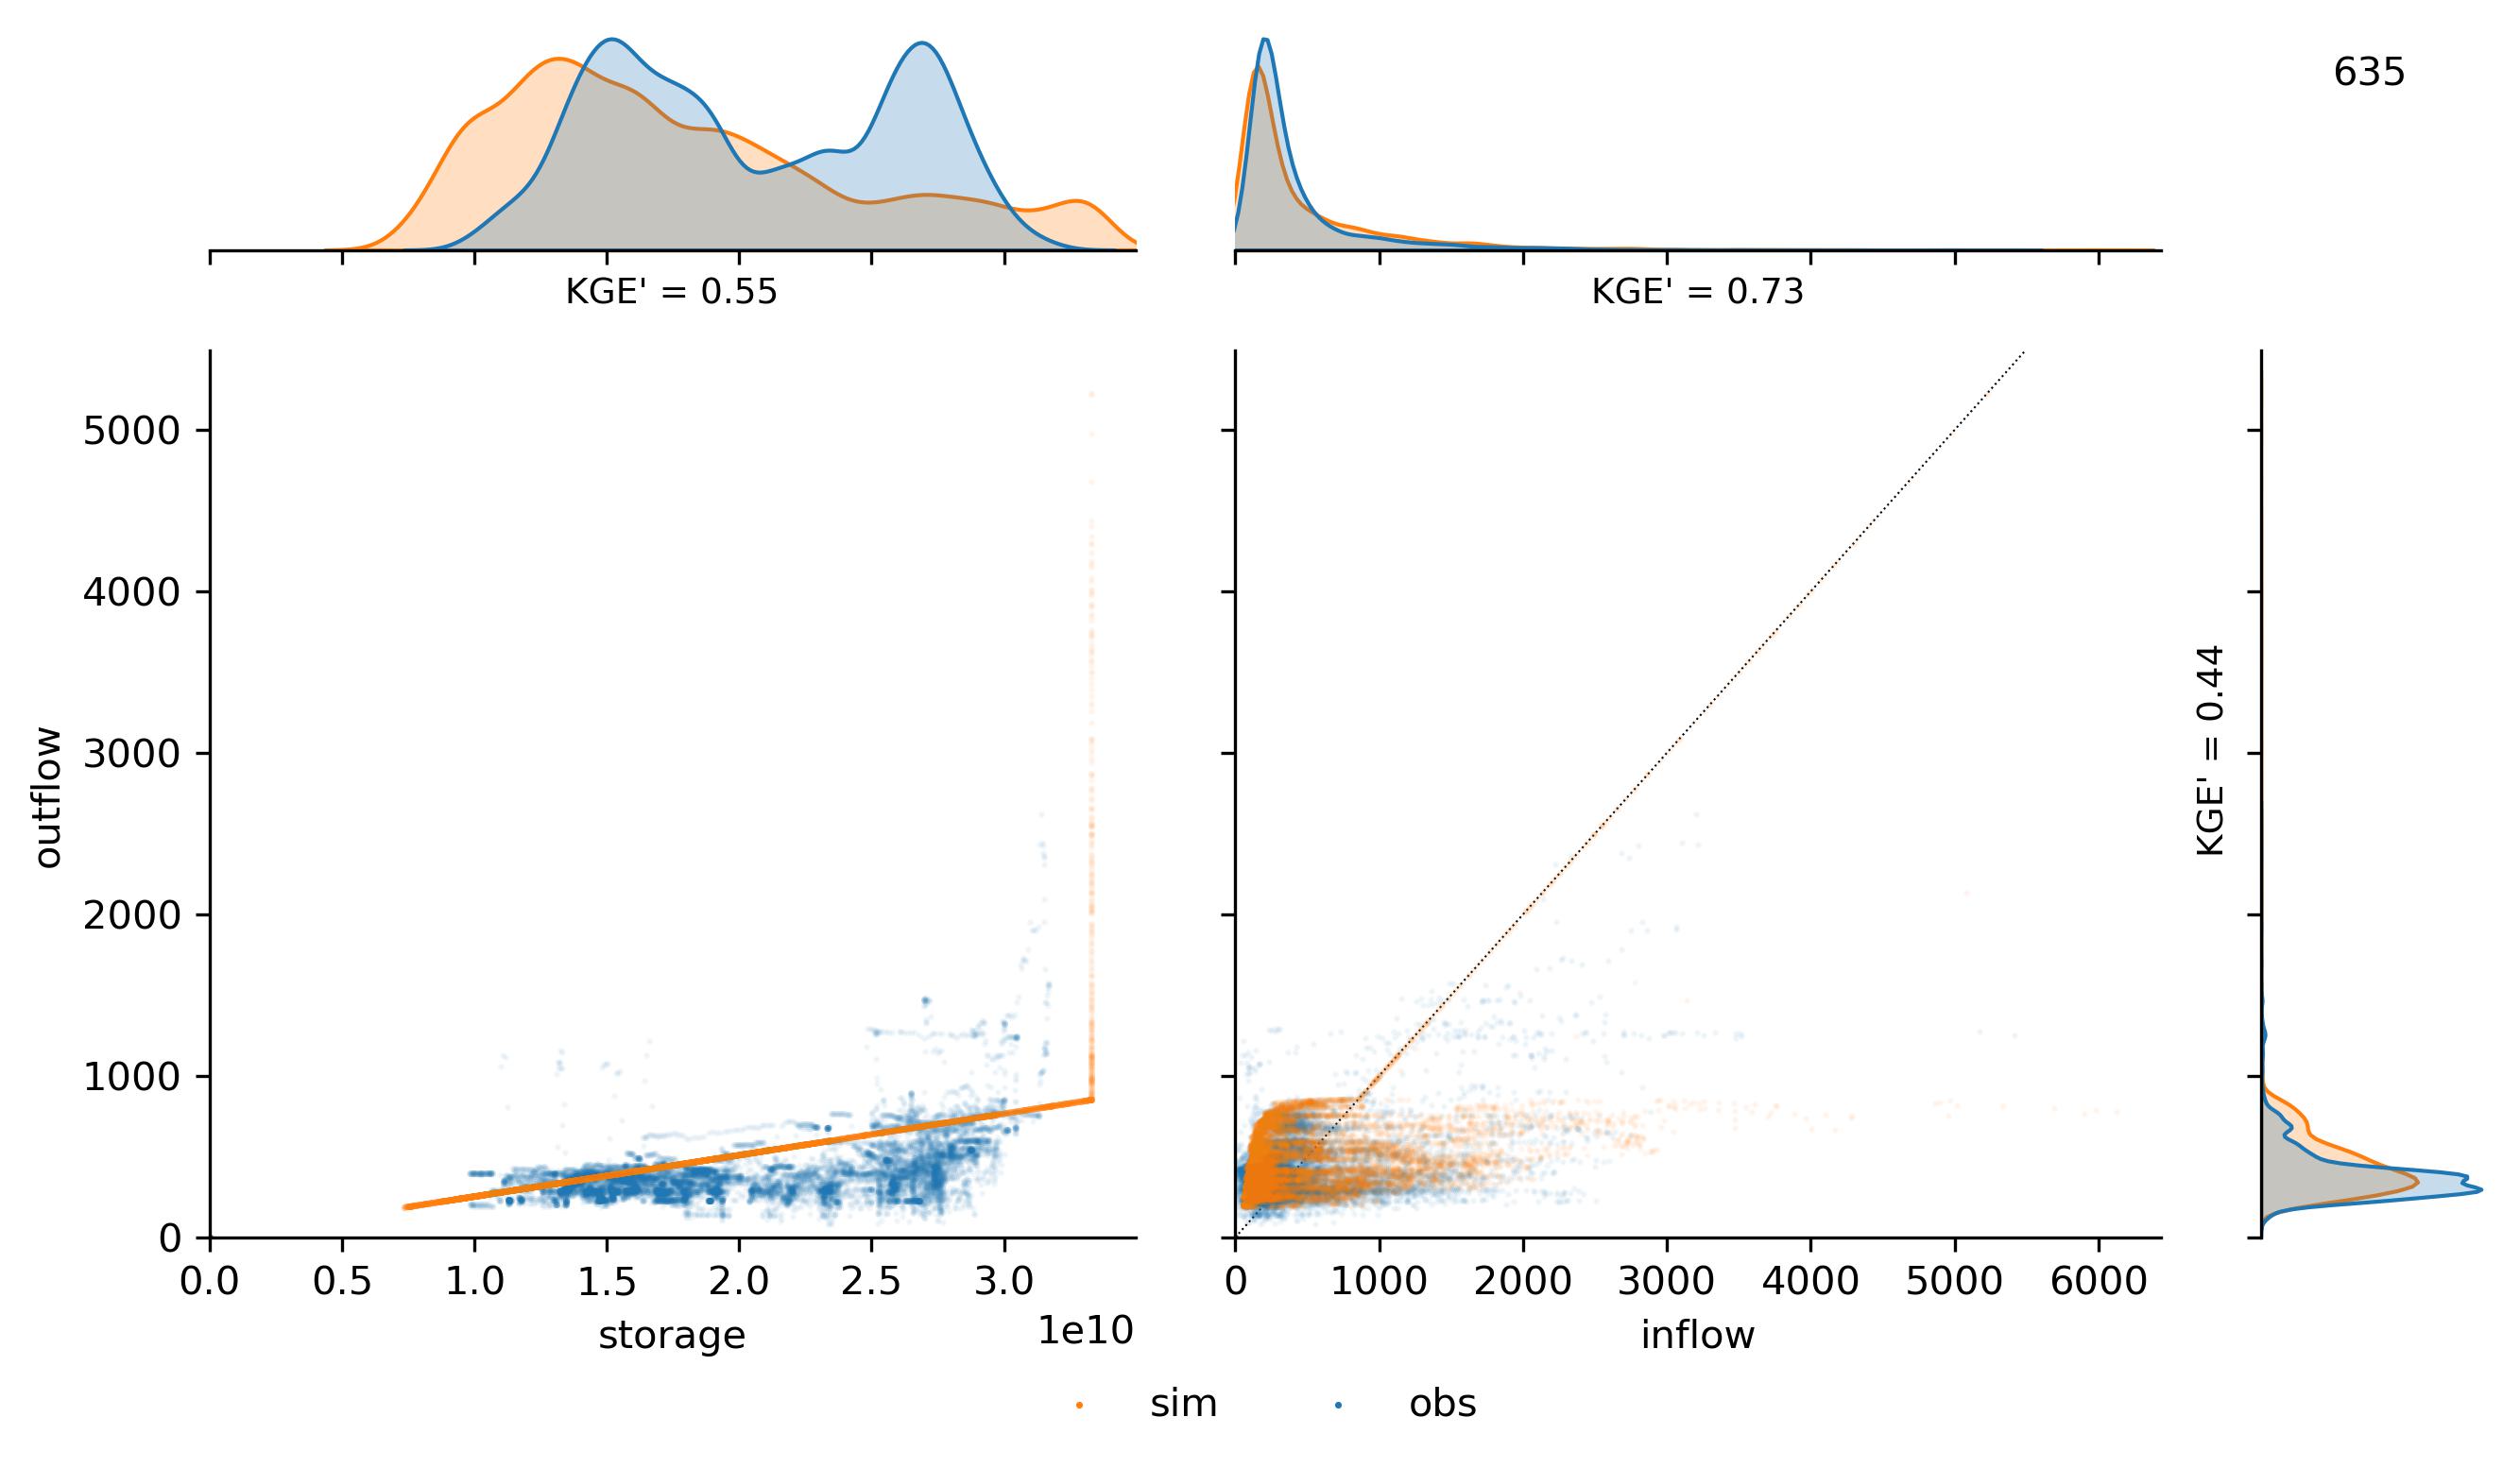 635
KGE' = 0.55
KGE' = 0.73
5000
4000
3000
2000
1000
0
outflow
KGE' = 0.44
0.0 0.5 1.0 1.5 2.0 2.5 3.0
1e10
storage
0 1000 2000 3000 4000 5000 6000
inflow
sim obs